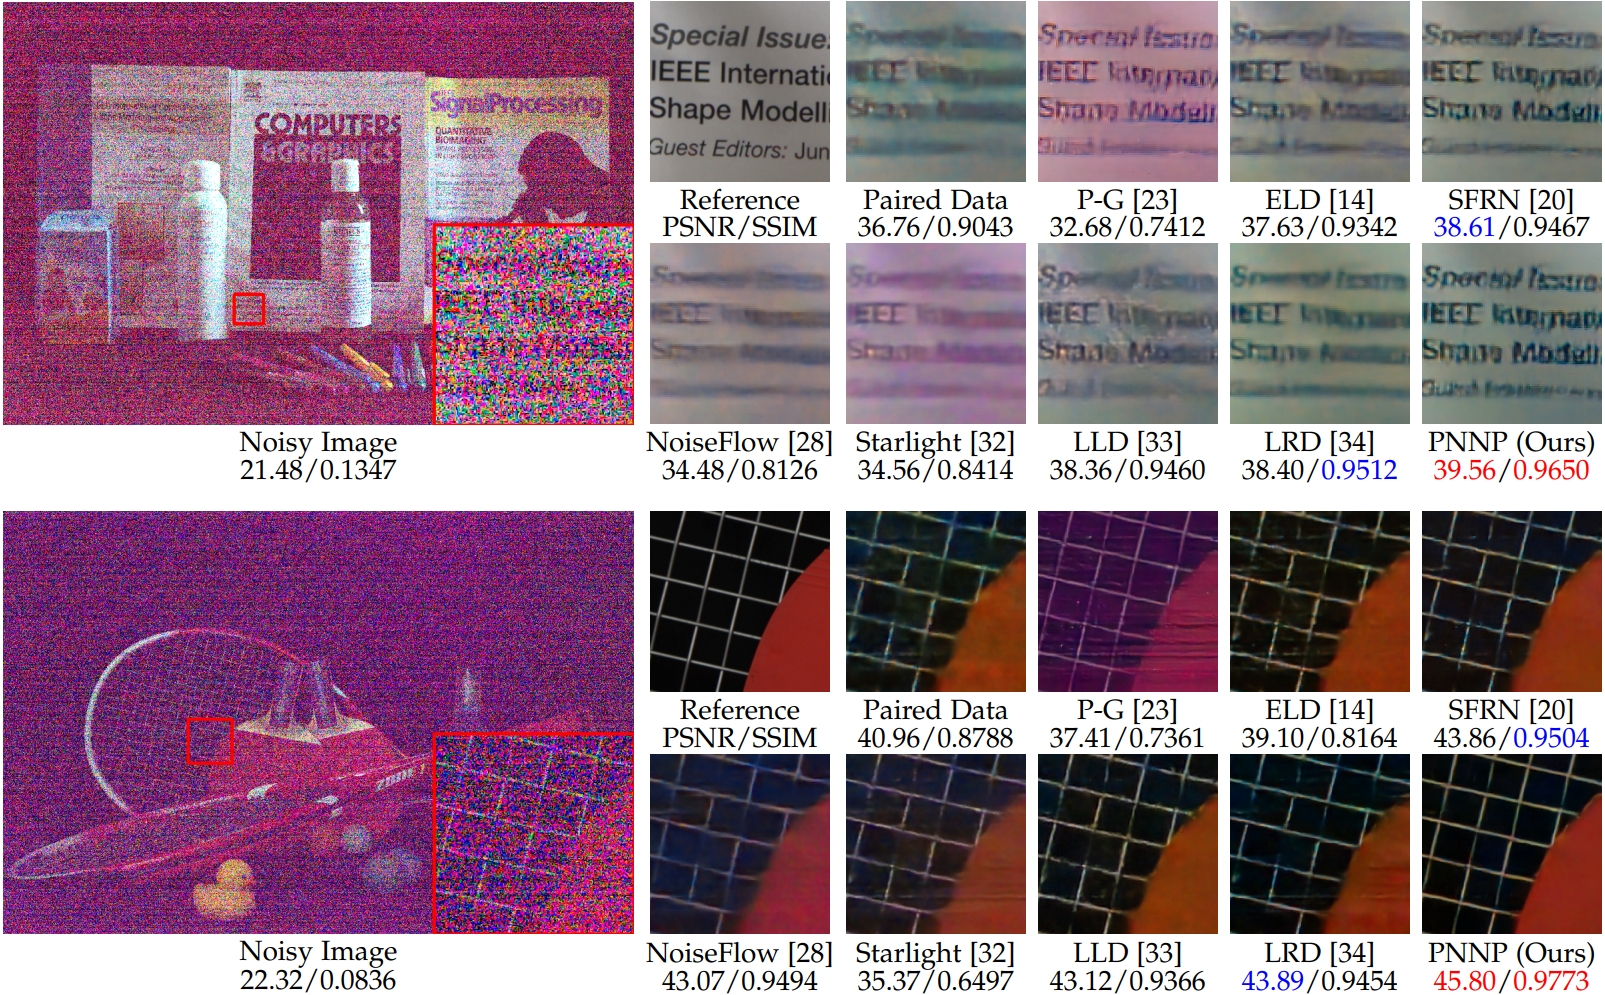 COMPUTERS
&GRAPHICS
SignalProcessing
QUANTITATIVE
BIOIMAGING
Special Issue:
IEEE Internatio
Shape Modelli
Guest Editors: Jun
Reference
PSNR/SSIM
Paired Data
36.76/0.9043
P-G [23]
32.68/0.7412
ELD [14]
37.63/0.9342
SFRN [20]
38.61/0.9467
Noisy Image
21.48/0.1347
NoiseFlow [28]
34.48/0.8126
Starlight [32]
34.56/0.8414
LLD [33]
38.36/0.9460
LRD [34]
38.40/0.9512
PNNP (Ours)
39.56/0.9650
Reference
PSNR/SSIM
Paired Data
40.96/0.8788
P-G [23]
37.41/0.7361
ELD [14]
39.10/0.8164
SFRN [20]
43.86/0.9504
Noisy Image
22.32/0.0836
NoiseFlow [28]
43.07/0.9494
Starlight [32]
35.37/0.6497
LLD [33]
43.12/0.9366
LRD [34]
43.89/0.9454
PNNP (Ours)
45.80/0.9773